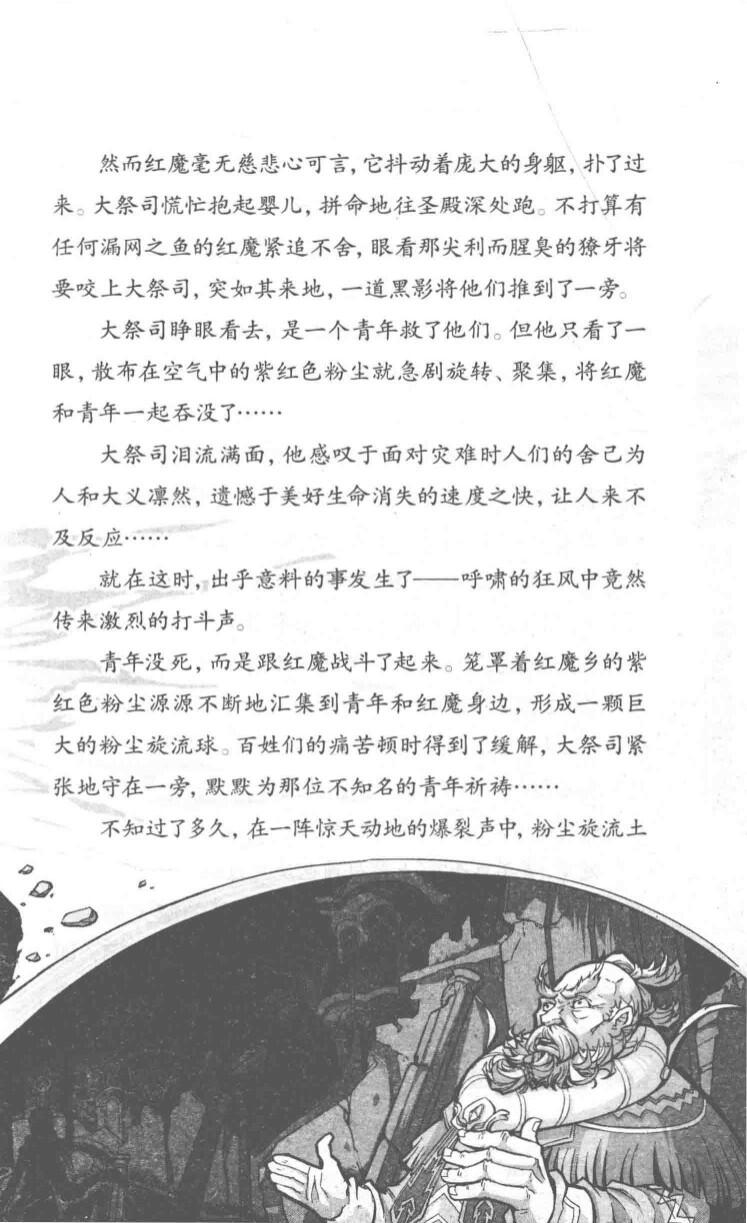 然而红魔毫无慈悲心可言,它抖动着庞大的身躯,扑了过
来。大祭司慌忙抱起婴儿,拼命地往圣殿深处跑。不打算有
任何漏网之鱼的红魔紧追不舍,眼看那尖利而腥臭的獠牙将
要咬上大祭司,突如其来地,一道黑影将他们推到了一旁。
大祭司睁眼看去,是一个青年救了他们。但他只看了一
眼,散布在空气中的紫红色粉尘就急剧旋转、聚集,将红魔
和青年一起吞没了……
大祭司泪流满面,他感叹于面对灾难时人们的舍己为
人和大义凛然,遗憾于美好生命消失的速度之快,让人来不
及反应……
就在这时,出乎意料的事发生了——呼啸的狂风中竟然
传来激烈的打斗声。
青年没死,而是跟红魔战斗了起来。笼罩着红魔乡的紫
红色粉尘源源不断地汇集到青年和红魔身边,形成一颗巨
大的粉尘旋流球。百姓们的痛苦顿时得到了缓解,大祭司紧
张地守在一旁,默默为那位不知名的青年祈祷……
不知过了多久,在一阵惊天动地的爆裂声中,粉尘旋流土